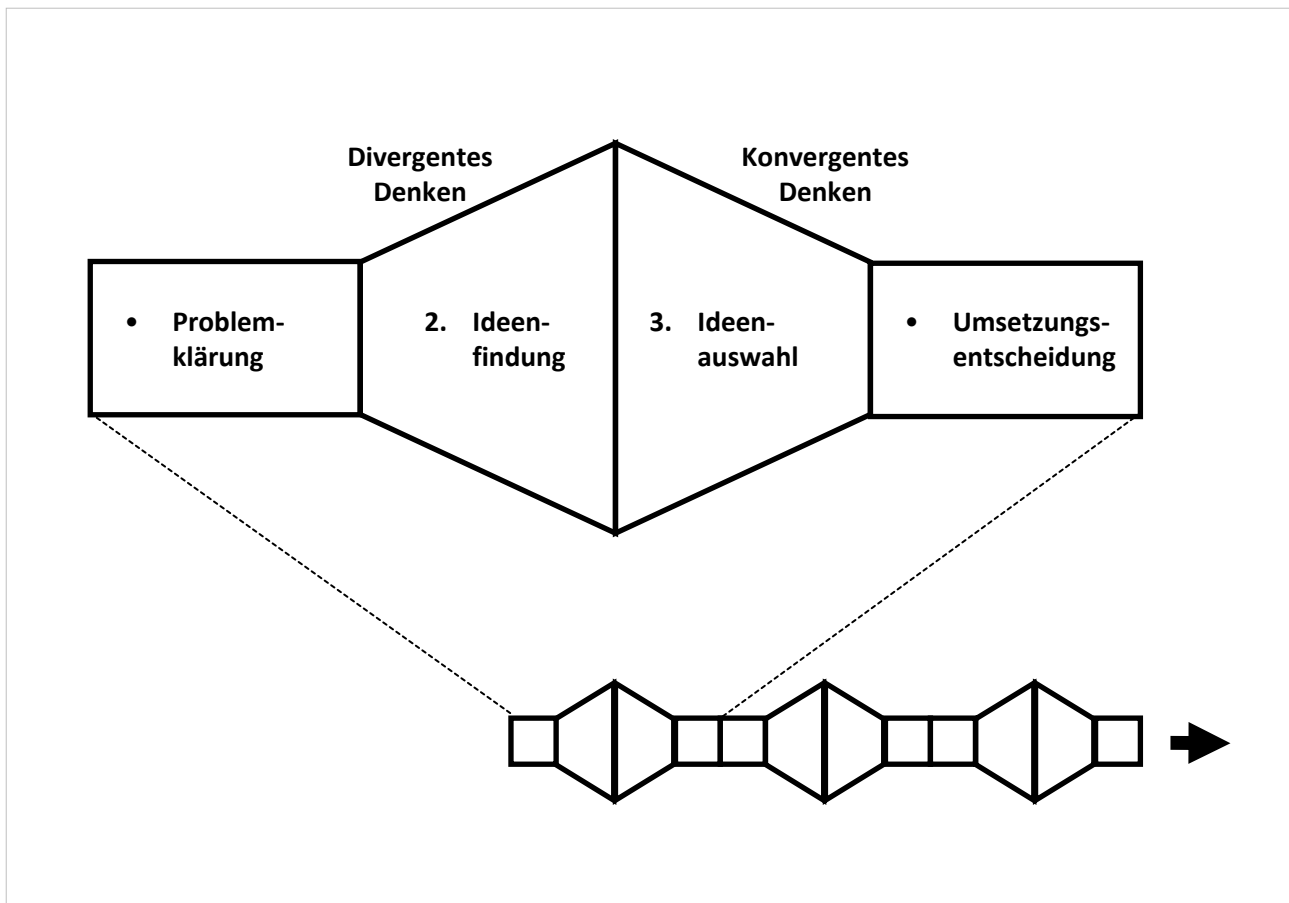 Divergentes
Denken
Konvergentes
Denken
• Problem-
klärung
2. Ideen-
findung
3. Ideen-
auswahl
• Umsetzungs-
entscheidung